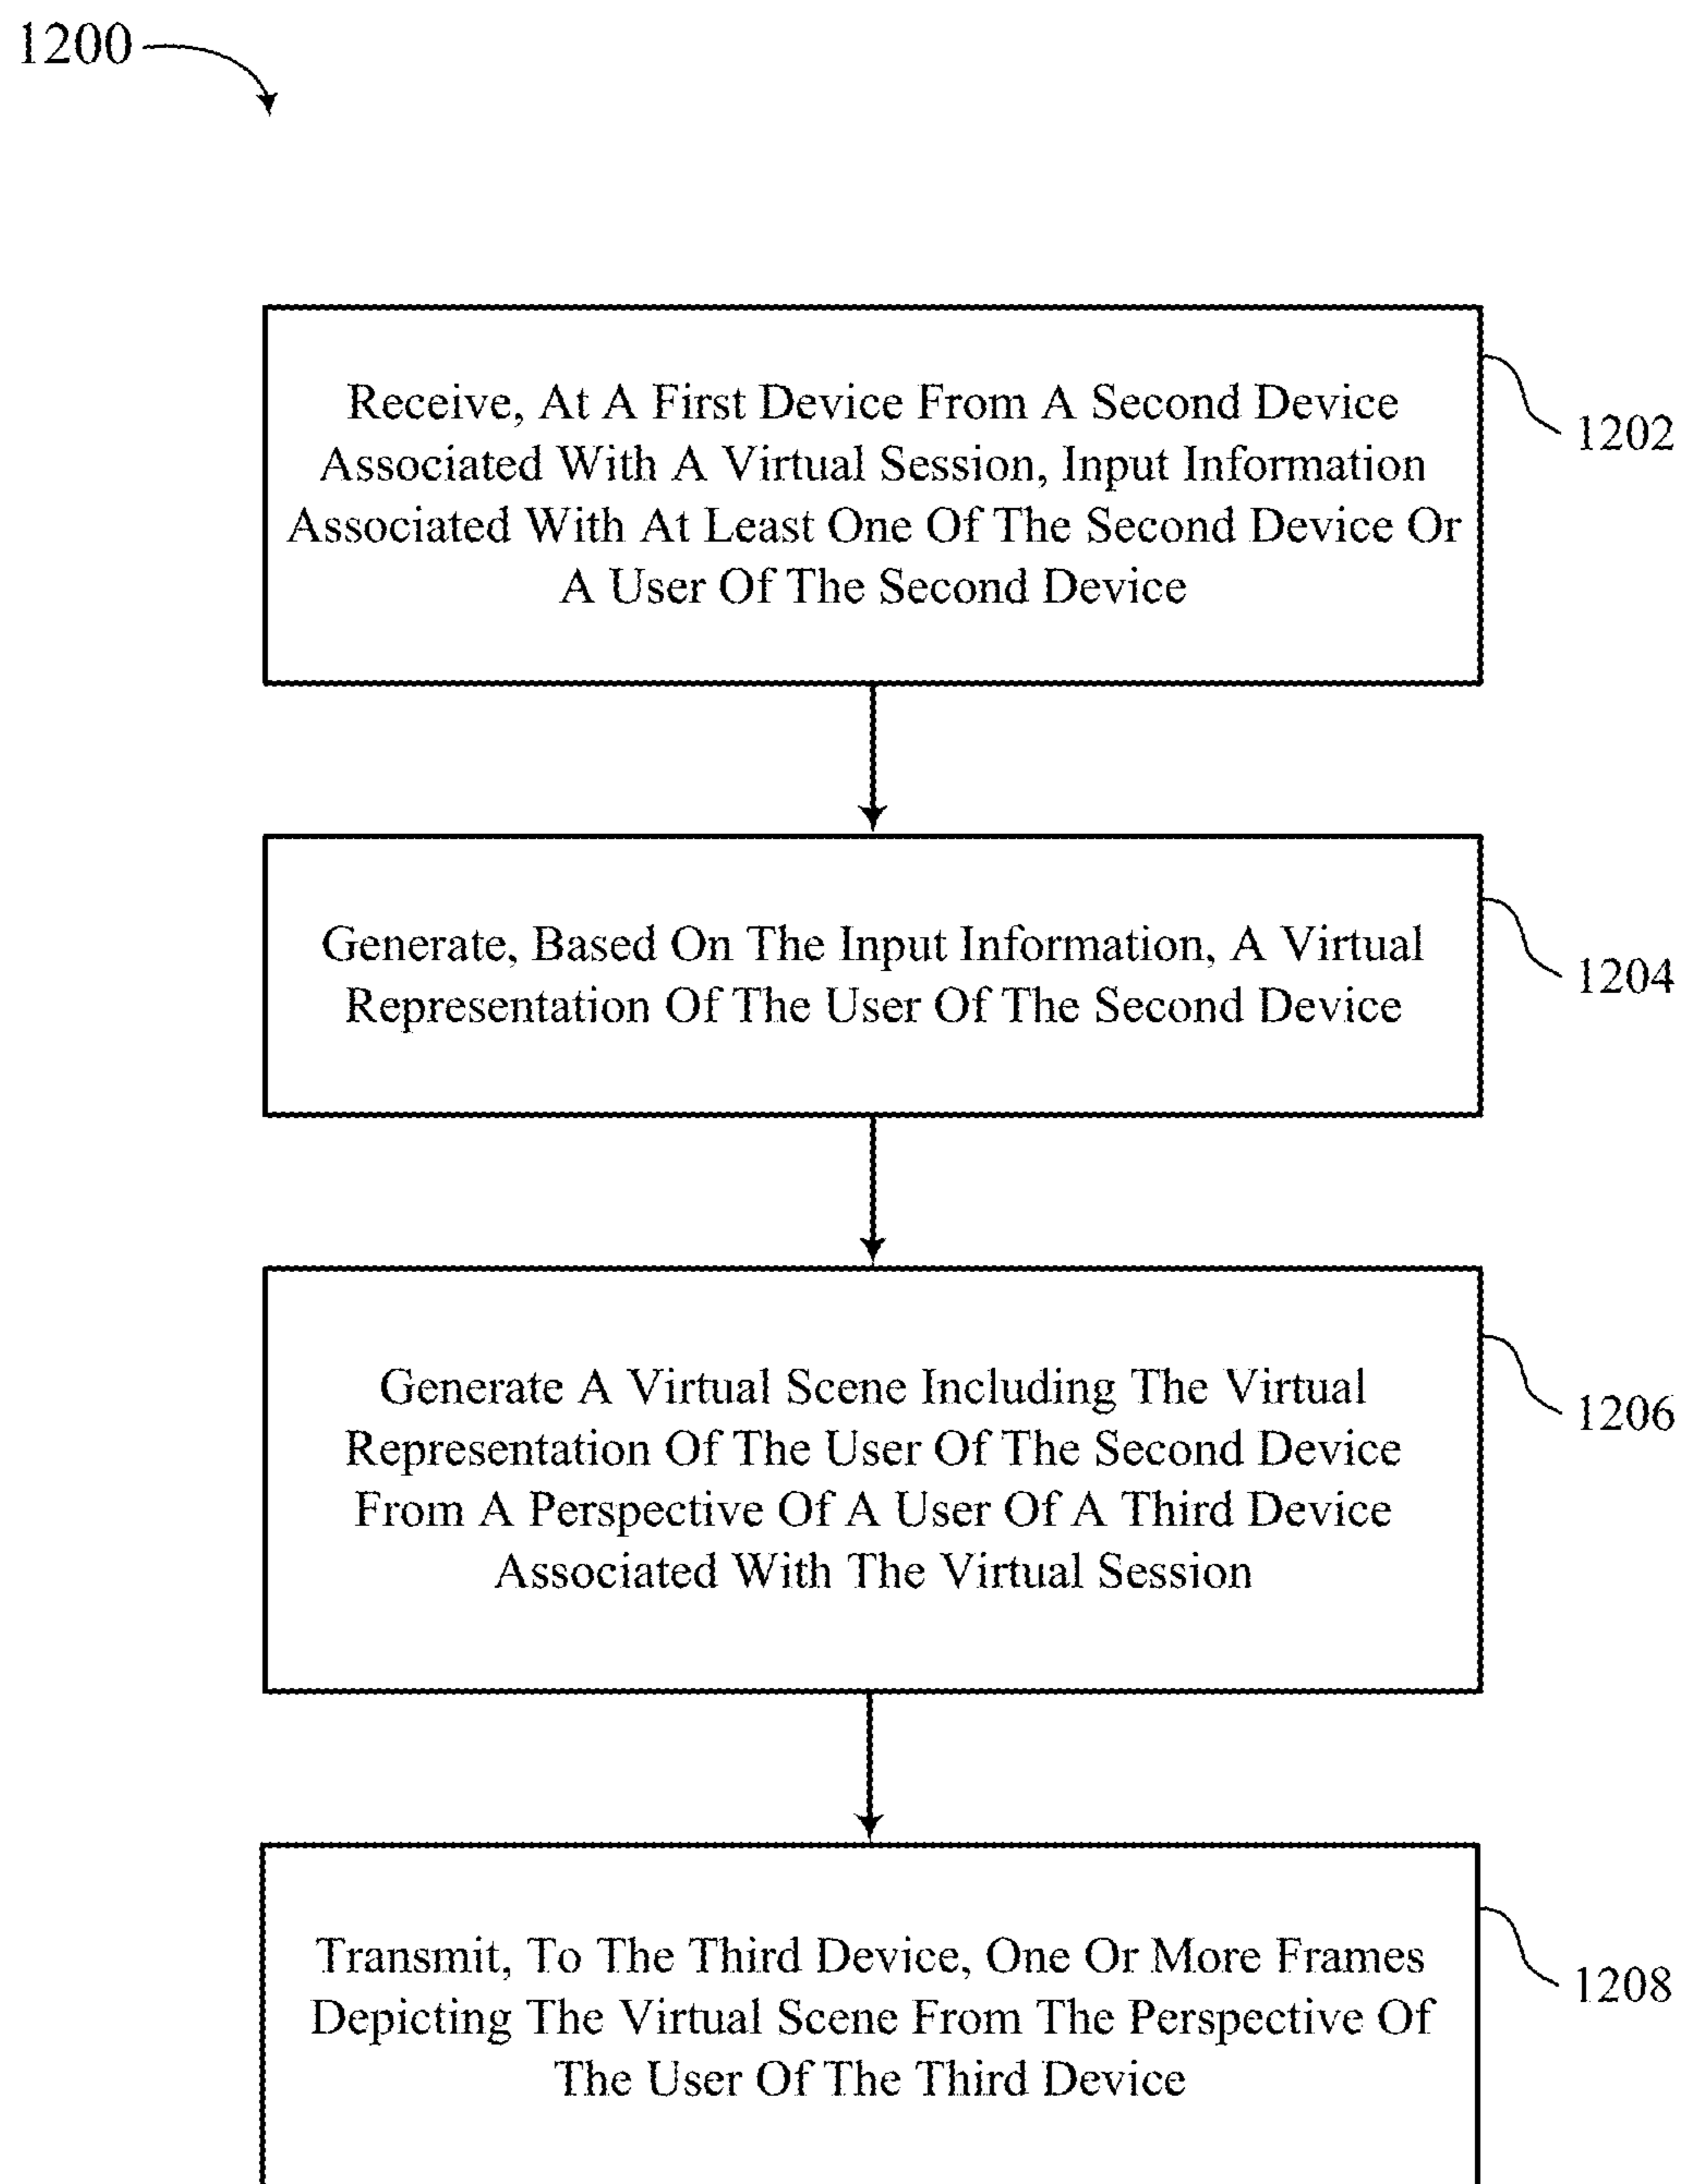 1200
Receive, At A First Device From A Second Device
Associated With A Virtual Session, Input Information
Associated With At Least One Of The Second Device Or
A User Of The Second Device
1202
Generate, Based On The Input Information, A Virtual
Representation Of The User Of The Second Device
1204
Generate A Virtual Scene Including The Virtual
Representation Of The User Of The Second Device
From A Perspective Of A User Of A Third Device
Associated With The Virtual Session
1206
Transmit, To The Third Device, One Or More Frames
Depicting The Virtual Scene From The Perspective Of
The User Of The Third Device
1208